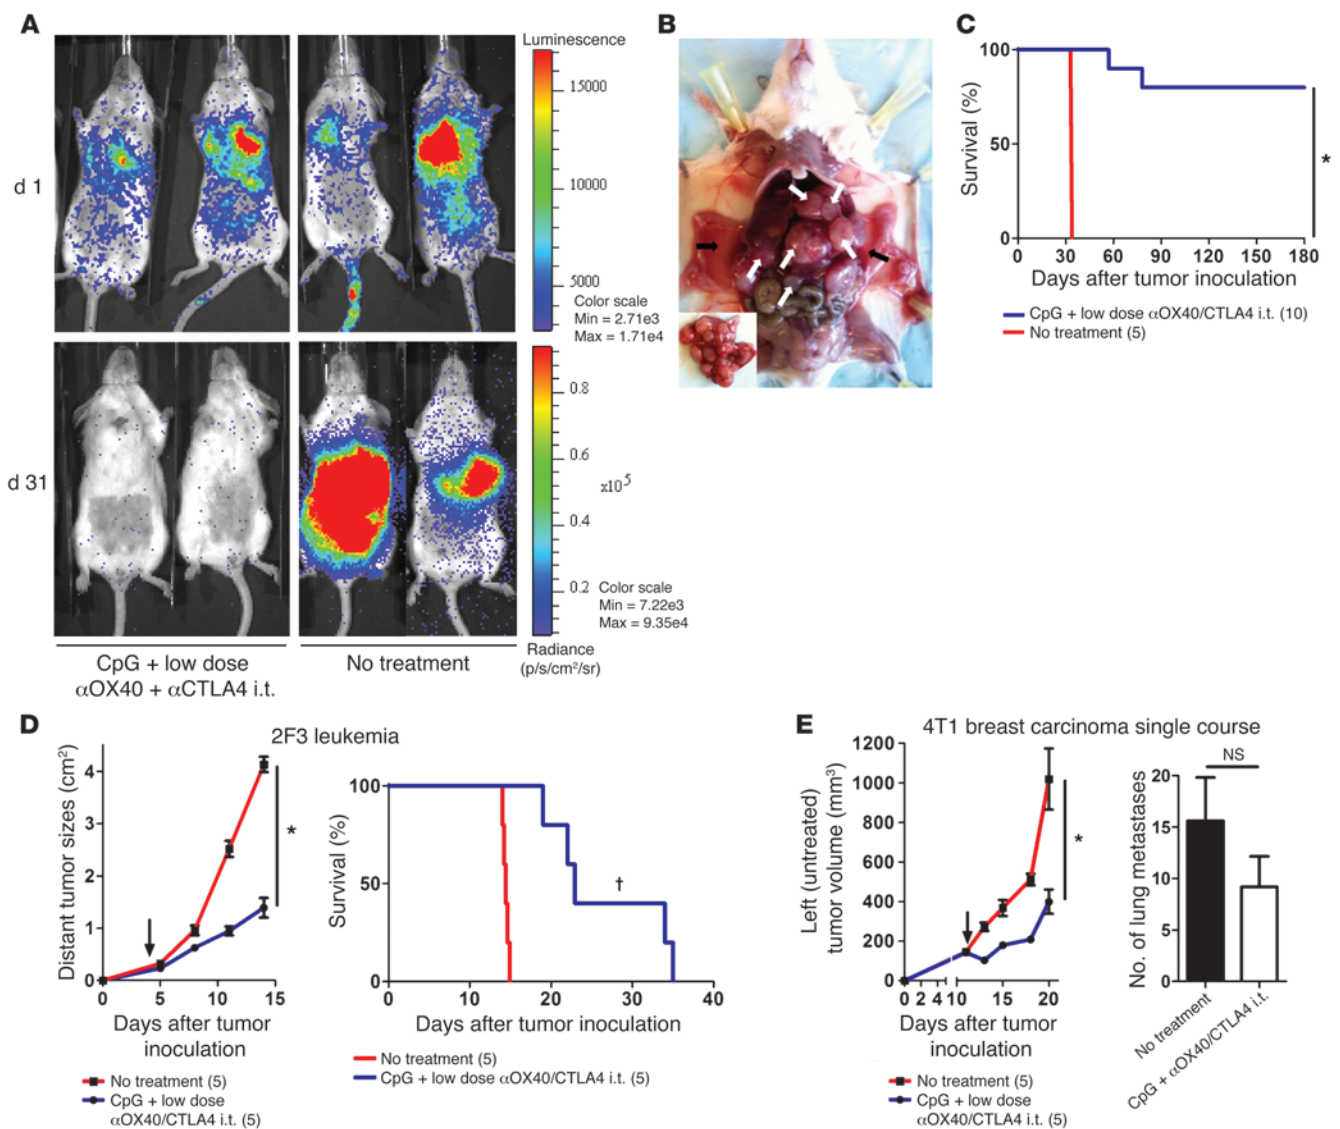 A
Luminescence
15000
10000
5000
Color scale
Min = 2.71e3
Max = 1.71e4
d 1
0.8
0.6
x10⁵
0.4
0.2
Color scale
Min = 7.22e3
Max = 9.35e4
d 31
Radiance
(p/s/cm²/sr)
CpG + low dose
αOX40 + αCTLA4 i.t.
No treatment
B
C
Survival (%)
100
50
0
0 30 60 90 120 150 180
Days after tumor inoculation
*
CpG + low dose αOX40/CTLA4 i.t. (10)
No treatment (5)
D
2F3 leukemia
Distant tumor sizes (cm²)
4
3
2
1
0
0 5 10 15
Days after tumor
inoculation
*
No treatment (5)
CpG + low dose
αOX40/CTLA4 i.t. (5)
Survival (%)
100
50
0
0 10 20 30 40
†
Days after tumor inoculation
No treatment (5)
CpG + low dose αOX40/CTLA4 i.t. (5)
E
4T1 breast carcinoma single course
Left (untreated)
tumor volume (mm³)
1200
1000
800
600
400
200
0
0 2 4 10 15 20
Days after tumor
inoculation
*
No treatment (5)
CpG + low dose
αOX40/CTLA4 i.t. (5)
No. of lung metastases
20
15
10
5
0
NS
No treatment
CpG + αOX40/CTLA4 i.t.